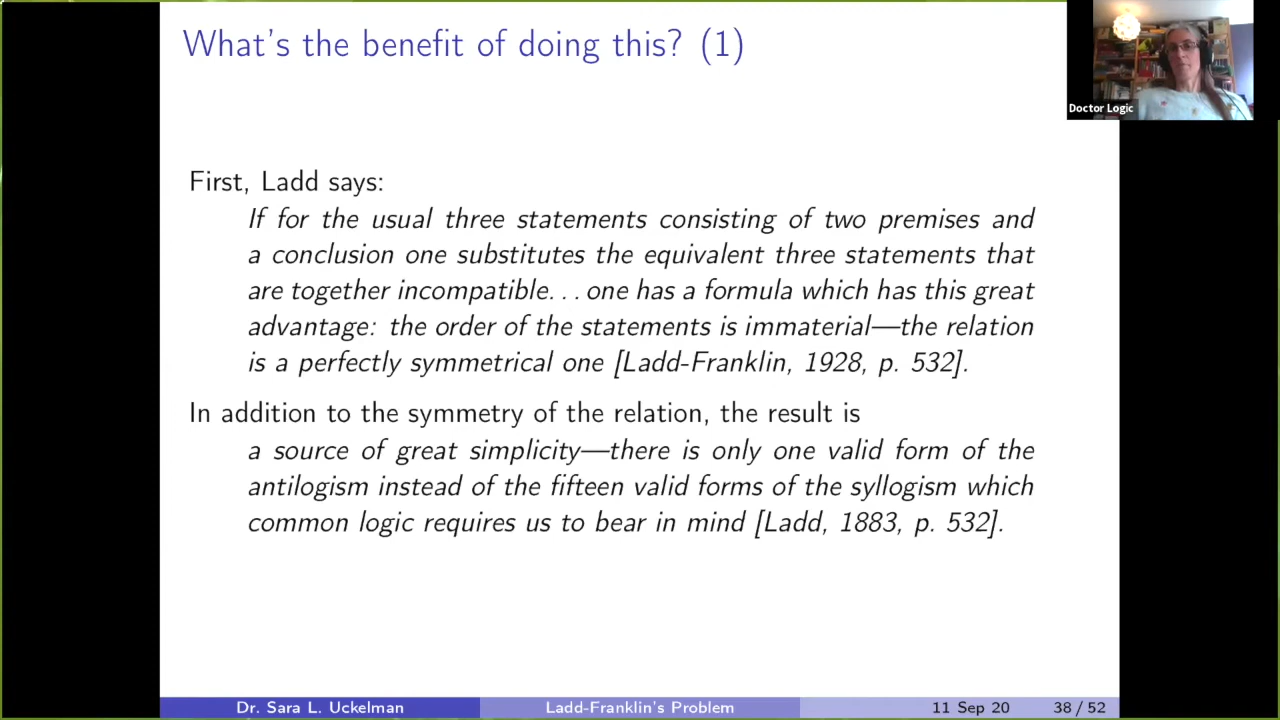 What's the benefit of doing this? (1)
Doctor Logic
First, Ladd says:
If for the usual three statements consisting of two premises and
a conclusion one substitutes the equivalent three statements that
are together incompatible. . . one has a formula which has this great
advantage: the order of the statements is immaterial—the relation
is a perfectly symmetrical one [Ladd-Franklin, 1928, p. 532].
In addition to the symmetry of the relation, the result is
a source of great simplicity—there is only one valid form of the
antilogism instead of the fifteen valid forms of the syllogism which
common logic requires us to bear in mind [Ladd, 1883, p. 532].
Dr. Sara L. Uckelman
Ladd-Franklin's Problem
11 Sep 20
38 / 52